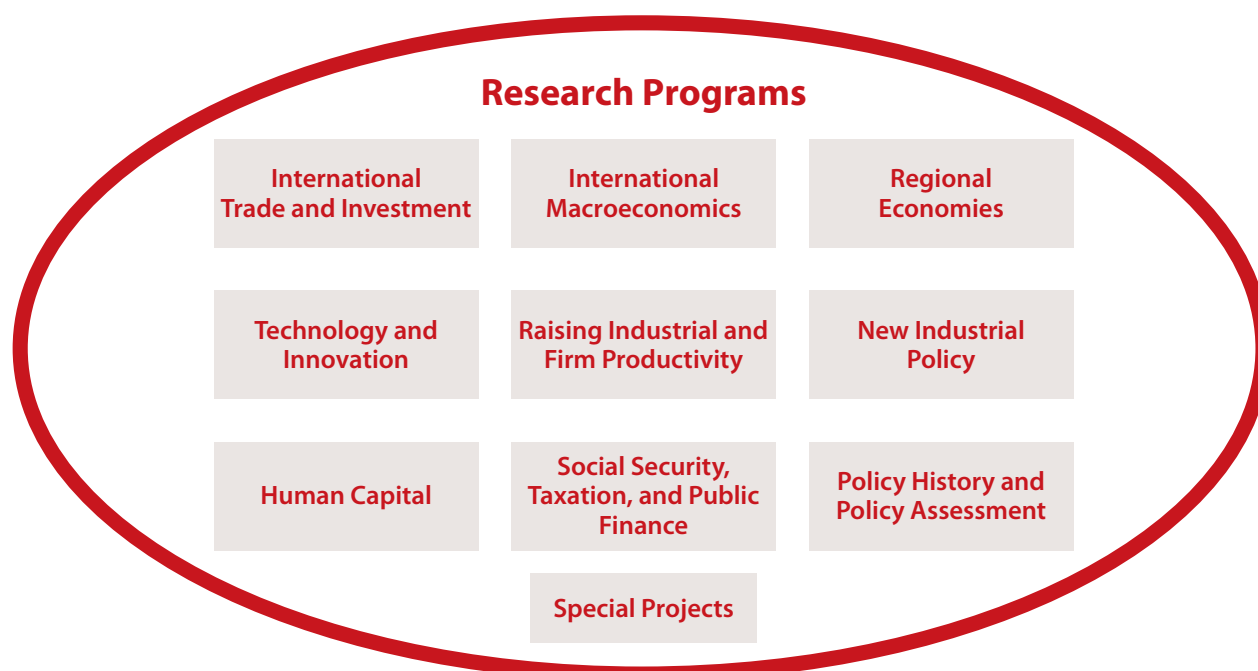 Research Programs
International
Trade and Investment
International
Macroeconomics
Regional
Economies
Technology and
Innovation
Raising Industrial and
Firm Productivity
New Industrial
Policy
Human Capital
Social Security,
Taxation, and Public
Finance
Policy History and
Policy Assessment
Special Projects